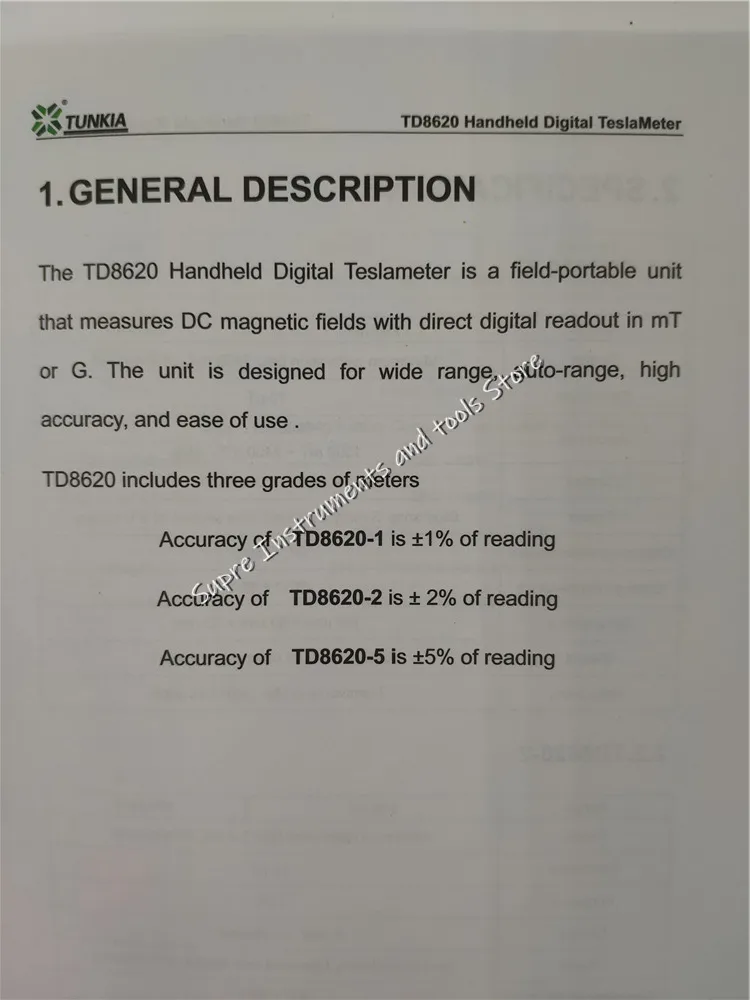 TUNKIA
TD8620 Handheld Digital TeslaMeter
1. GENERAL DESCRIPTION
The TD8620 Handheld Digital Teslameter is a field-portable unit
that measures DC magnetic fields with direct digital readout in mT
or G. The unit is designed for wide range, auto-range, high
accuracy, and ease of use .
TD8620 includes three grades of meters
Accuracy of TD8620-1 is ±1% of reading
Accuracy of TD8620-2 is ± 2% of reading
Accuracy of TD8620-5 is ±5% of reading
Supre Instruments and tools Store